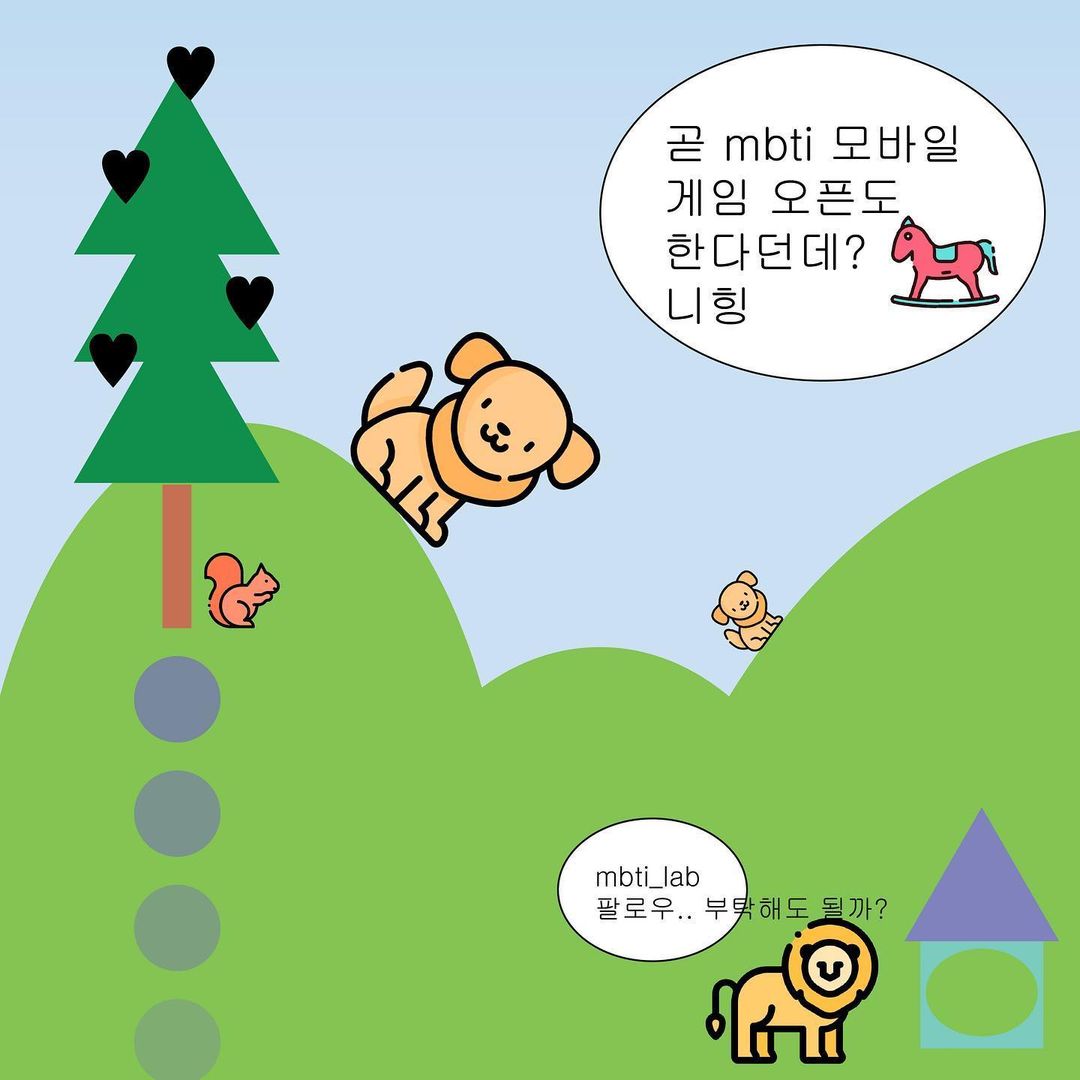 곧 mbti 모바일
게임 오픈도
한다던데?
니힝
mbti_lab
팔로우.. 부탁해도 될까?